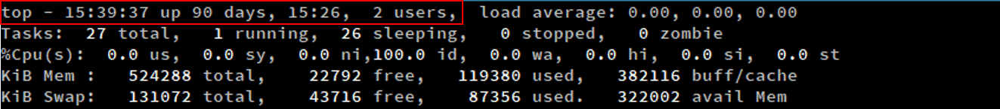 top - 15:39:37 up 90 days, 15:26,  2 users,  load average: 0.00, 0.00, 0.00
Tasks:  27 total,   1 running,  26 sleeping,   0 stopped,   0 zombie
%Cpu(s):  0.0 us,  0.0 sy,  0.0 ni,100.0 id,  0.0 wa,  0.0 hi,  0.0 si,  0.0 st
KiB Mem :   524288 total,    22792 free,   119380 used,   382116 buff/cache
KiB Swap:   131072 total,    43716 free,    87356 used.   322002 avail Mem